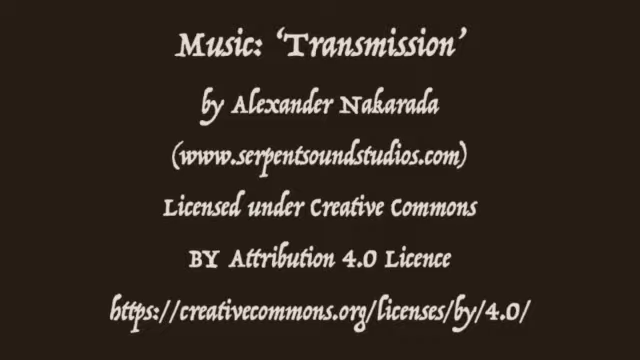 Music: ‘Transmission’
by Alexander Nakarada
(www.serpentsoundstudios.com)
Licensed under Creative Commons
BY Attribution 4.0 Licence
https://creativecommons.org/licenses/by/4.0/